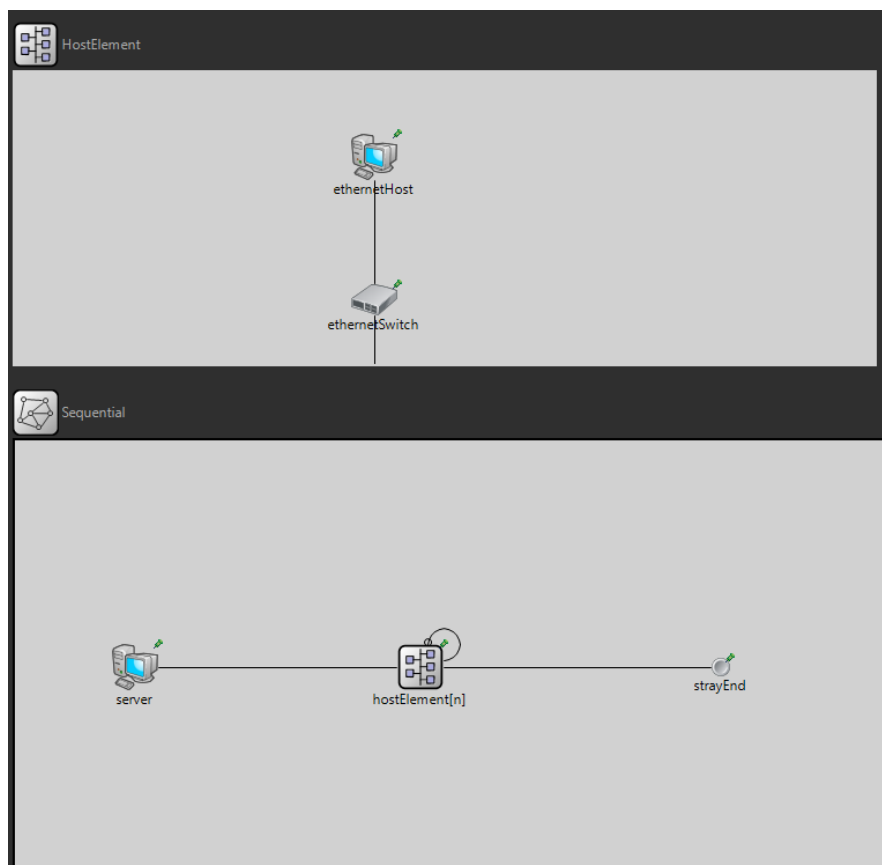 HostElement
ethernetHost
ethernetSwitch
Sequential
server
hostElement[n]
strayEnd